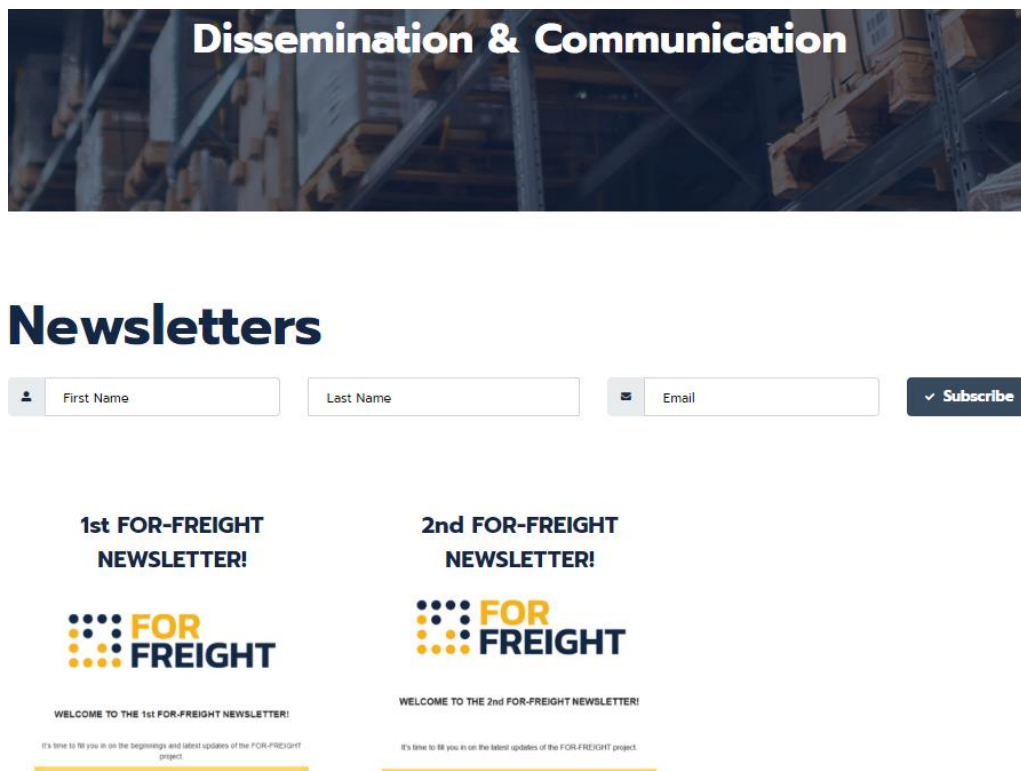 Dissemination & Communication
Newsletters
First Name
Last Name
Email
Subscribe
1st FOR-FREIGHT
NEWSLETTER!
2nd FOR-FREIGHT
NEWSLETTER!
FOR
FREIGHT
FOR
FREIGHT
WELCOME TO THE 1st FOR-FREIGHT NEWSLETTER!
WELCOME TO THE 2nd FOR-FREIGHT NEWSLETTER!
It's time to fill you in on the beginnings and latest updates of the FOR-FREIGHT
project.
It's time to fill you in on the latest updates of the FOR-FREIGHT project.